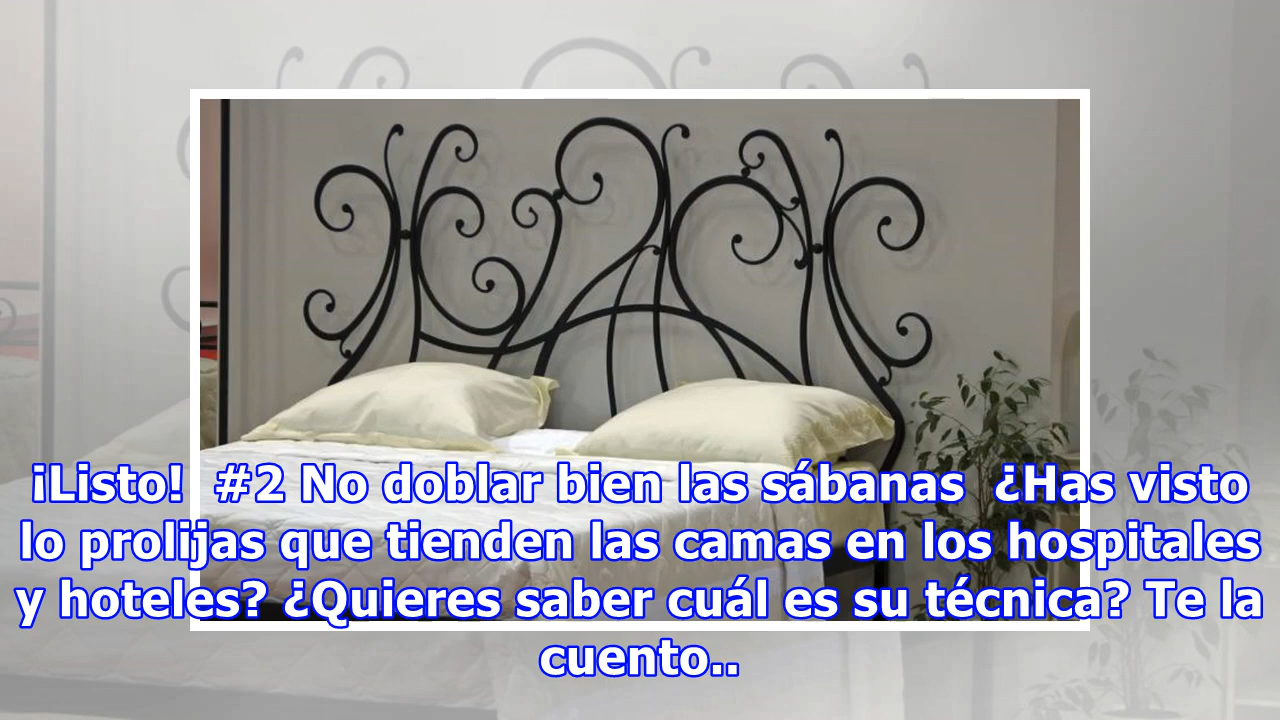 ¡Listo!  #2 No doblar bien las sábanas  ¿Has visto
lo prolijas que tienden las camas en los hospitales
y hoteles? ¿Quieres saber cuál es su técnica? Te la
cuento..